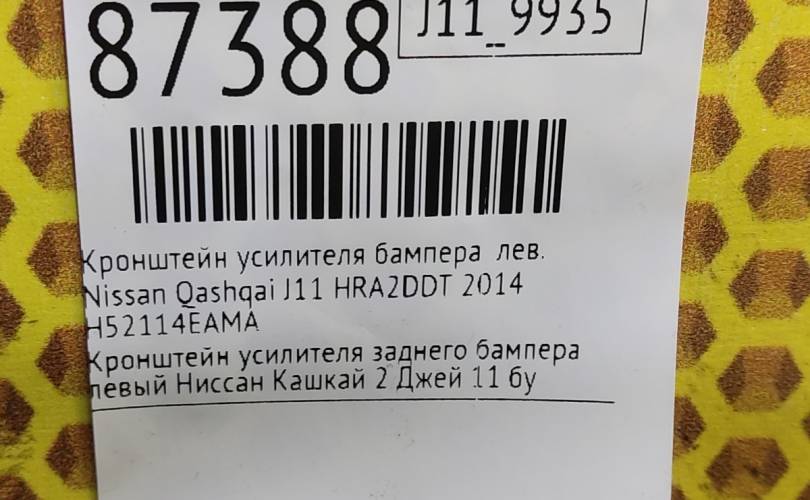 87388
J11_9935
Кронштейн усилителя бампера лев.
Nissan Qashqai J11 HRA2DDT 2014
H52114EAMA
Кронштейн усилителя заднего бампера
левый Ниссан Кашкай 2 Джей 11 бу